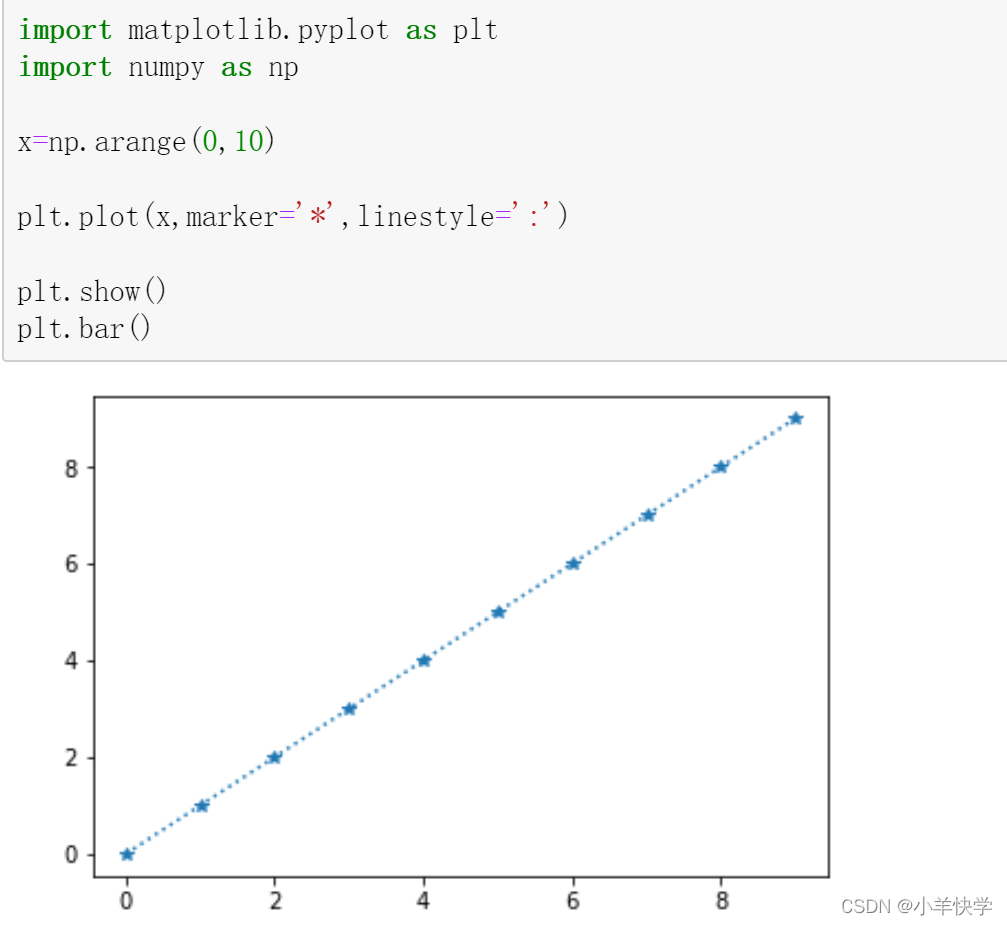 import matplotlib.pyplot as plt
import numpy as np
x=np.arange(0,10)
plt.plot(x,marker='*',linestyle=':')
plt.show()
plt.bar()
8
6
4
2
0
0 2 4 6 8
CSDN @小羊快学